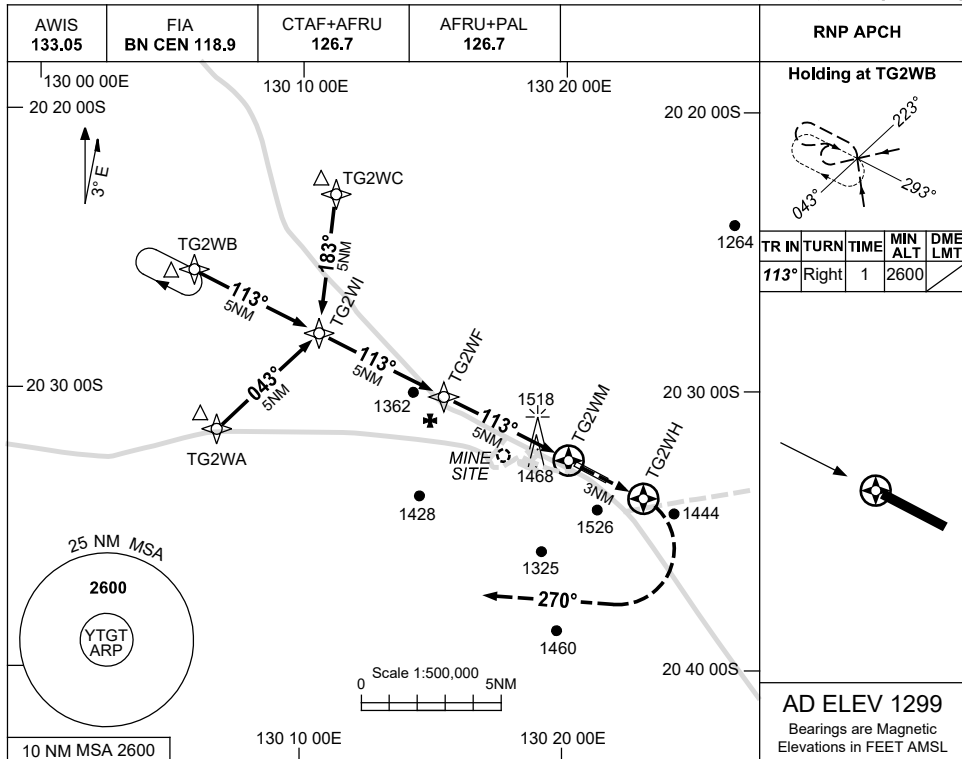 AWIS
133.05
FIA
BN CEN 118.9
CTAF+AFRU
126.7
AFRU+PAL
126.7
RNP APCH
130 00 00E
130 10 00E
130 20 00E
20 20 00S
20 20 00S
3° E
TG2WC
183°
5NM
TG2WB
113°
5NM
TG2WI
1264
113°
5NM
TG2WF
043°
5NM
TG2WA
20 30 00S
20 30 00S
1362
113°
5NM
1518
TG2WM
MINE
SITE
1468
3NM
TG2WH
1428
1526
1444
1325
270°
1460
25 NM MSA
2600
YTGT
ARP
Scale 1:500,000
0
5NM
20 40 00S
10 NM MSA 2600
130 10 00E
130 20 00E
Holding at TG2WB
223°
043°
293°
TR IN TURN TIME MIN ALT DME LMT
113° Right 1 2600
AD ELEV 1299
Bearings are Magnetic
Elevations in FEET AMSL